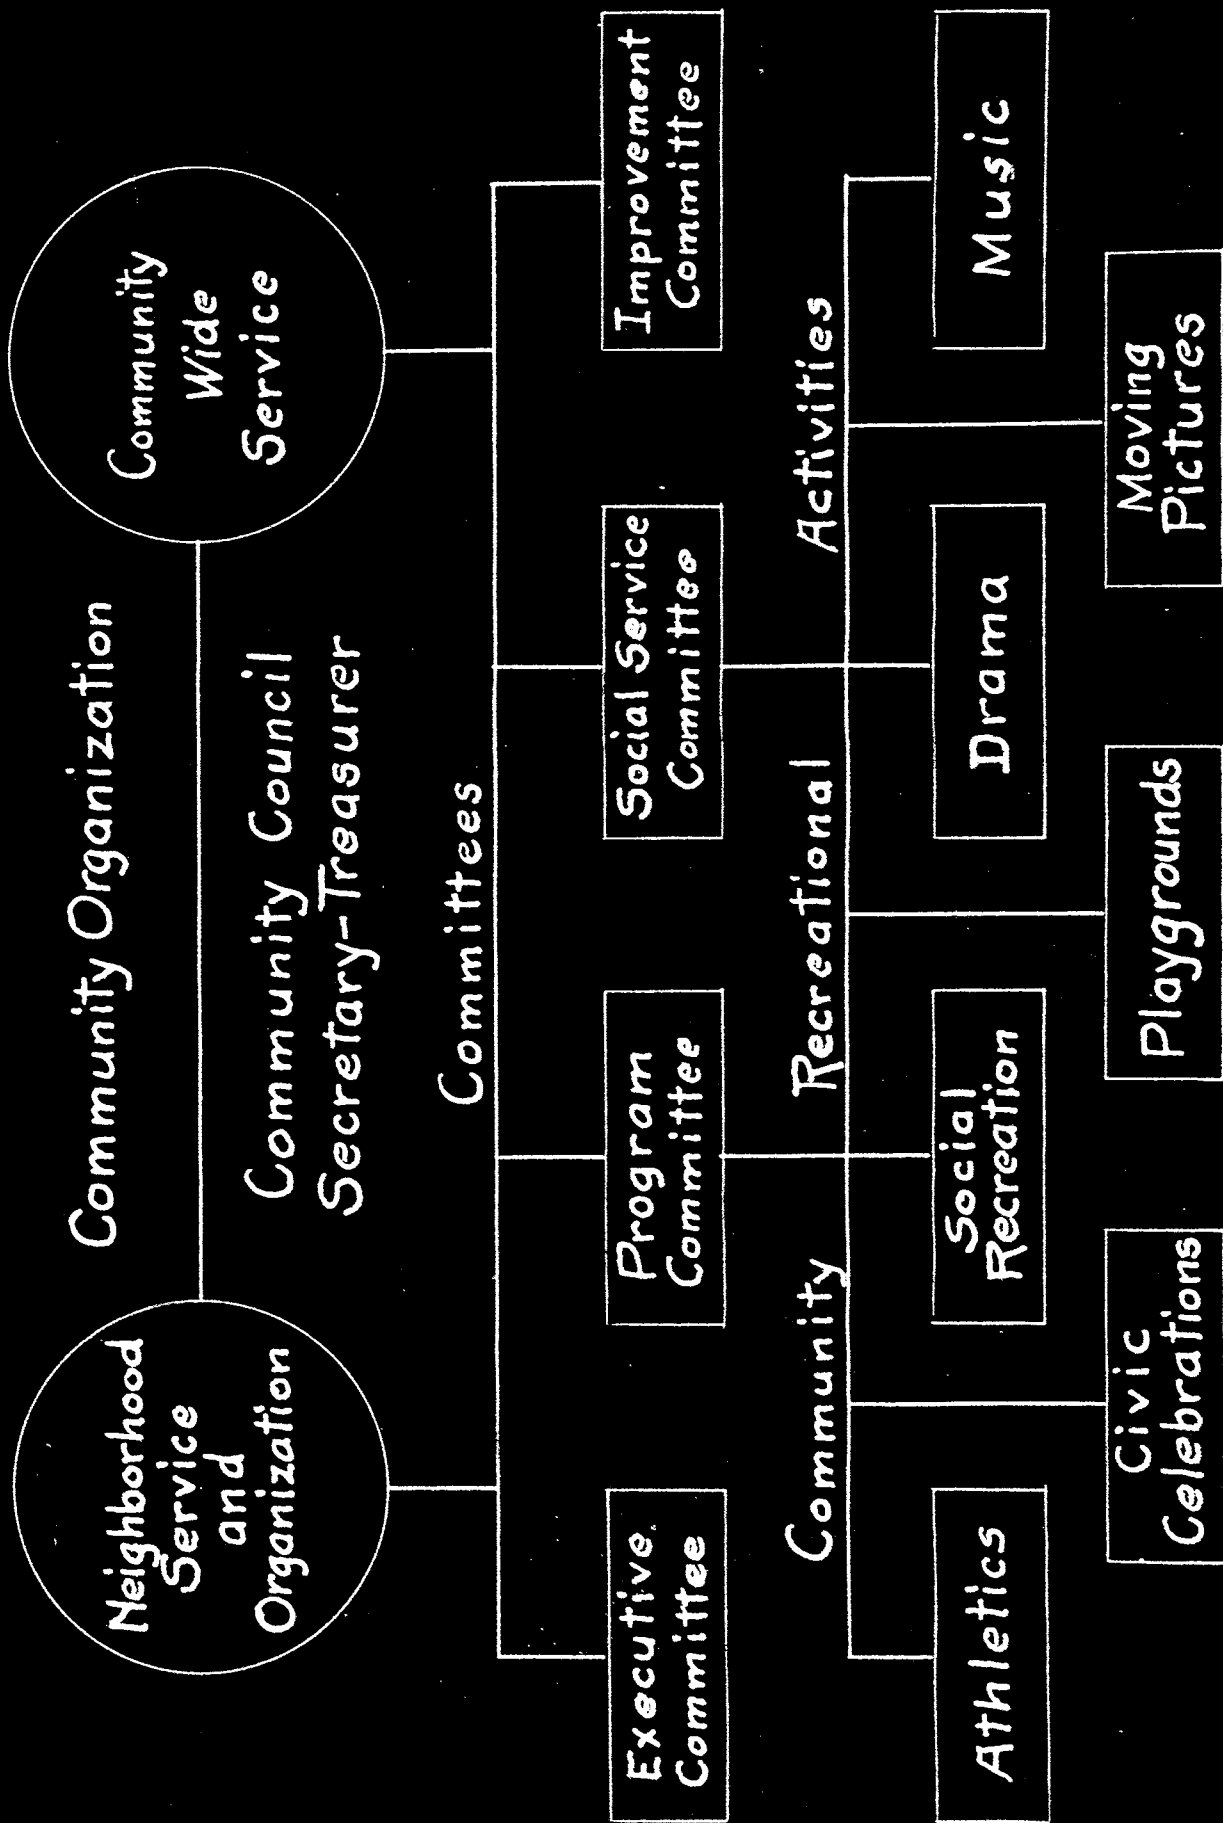 Community Organization
Neighborhood
Service
and
Organization
Community
Wide
Service
Community Council
Secretary-Treasurer
Committees
Executive
Committee
Program
Committee
Social Service
Committee
Improvement
Committee
Community Recreational Activities
Athletics
Social
Recreation
Drama
Music
Civic
Celebrations
Playgrounds
Moving
Pictures